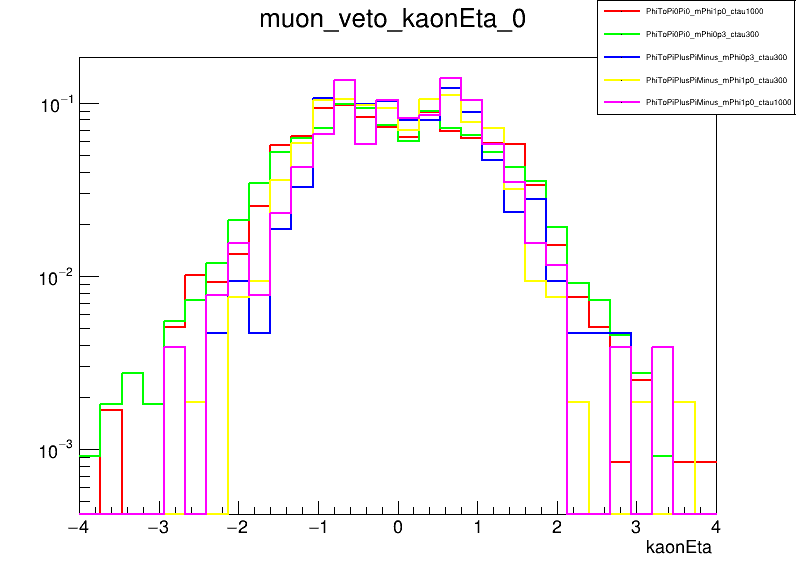 muon_veto_kaonEta_0
PhiToPi0Pi0_mPhi1p0_ctau1000
PhiToPi0Pi0_mPhi0p3_ctau300
PhiToPiPlusPiMinus_mPhi0p3_ctau300
PhiToPiPlusPiMinus_mPhi1p0_ctau300
PhiToPiPlusPiMinus_mPhi1p0_ctau1000
10⁻¹
10⁻²
10⁻³
−4 −3 −2 −1 0 1 2 3 4
kaonEta